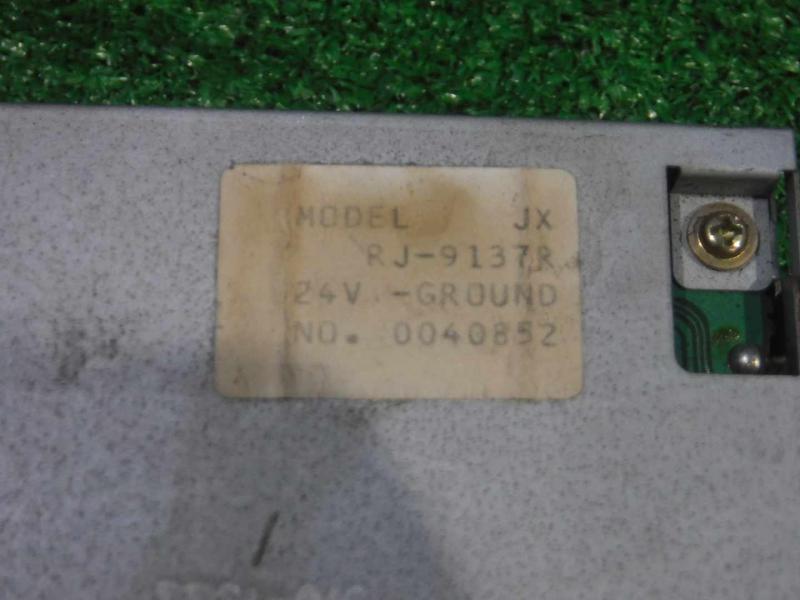 MODEL JX
RJ-9137R
24V -GROUND
NO. 0040852